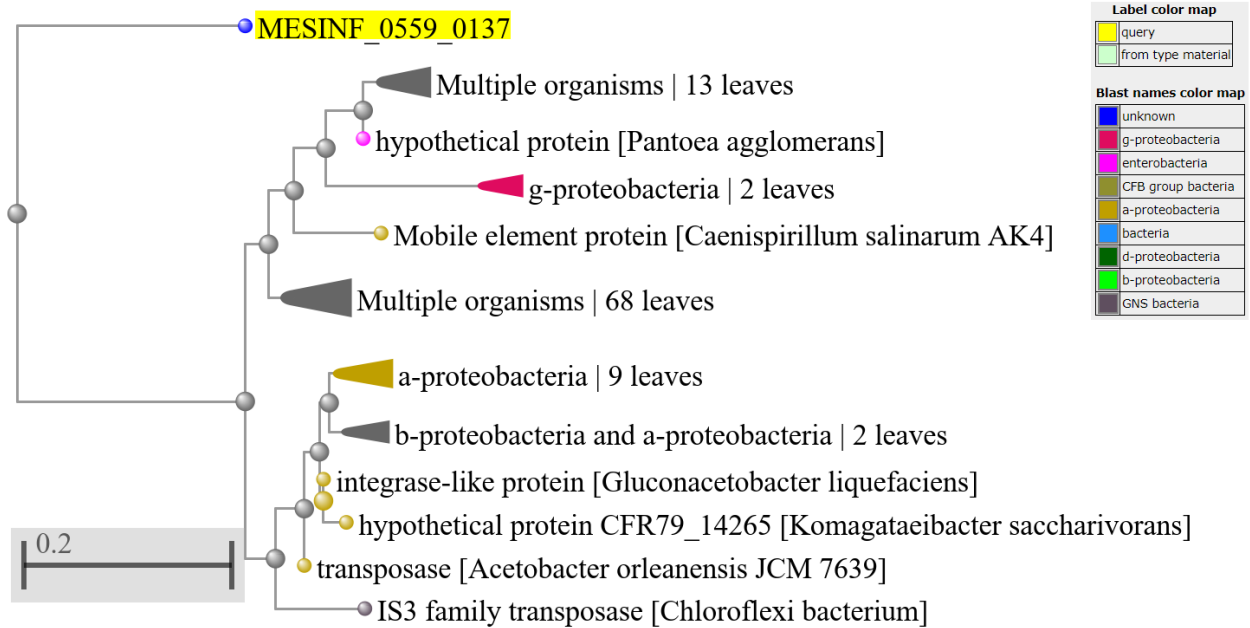 MESINF_0559_0137
Multiple organisms | 13 leaves
hypothetical protein [Pantoea agglomerans]
g-proteobacteria | 2 leaves
Mobile element protein [Caenispirillum salinarum AK4]
Multiple organisms | 68 leaves
a-proteobacteria | 9 leaves
b-proteobacteria and a-proteobacteria | 2 leaves
integrase-like protein [Gluconacetobacter liquefaciens]
hypothetical protein CFR79_14265 [Komagataeibacter saccharivorans]
transposase [Acetobacter orleanensis JCM 7639]
IS3 family transposase [Chloroflexi bacterium]
0.2
Label color map
query
from type material
Blast names color map
unknown
g-proteobacteria
enterobacteria
CFB group bacteria
a-proteobacteria
bacteria
d-proteobacteria
b-proteobacteria
GNS bacteria